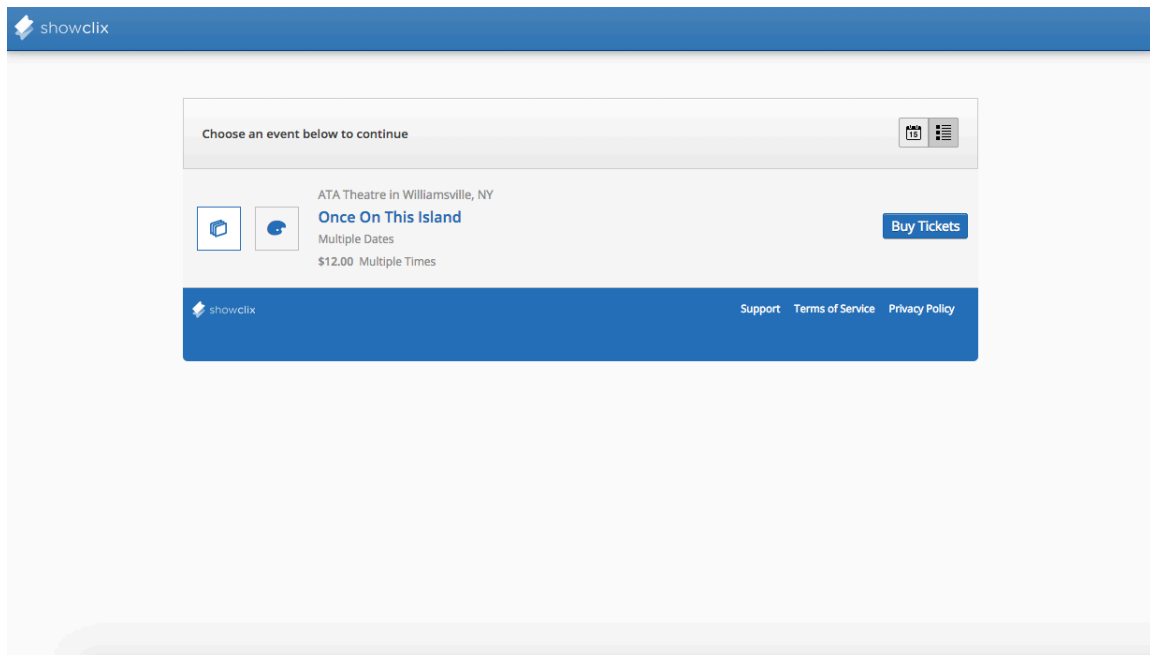 showclix
Choose an event below to continue
15
ATA Theatre in Williamsville, NY
Once On This Island
Multiple Dates
$12.00 Multiple Times
Buy Tickets
showclix
Support Terms of Service Privacy Policy